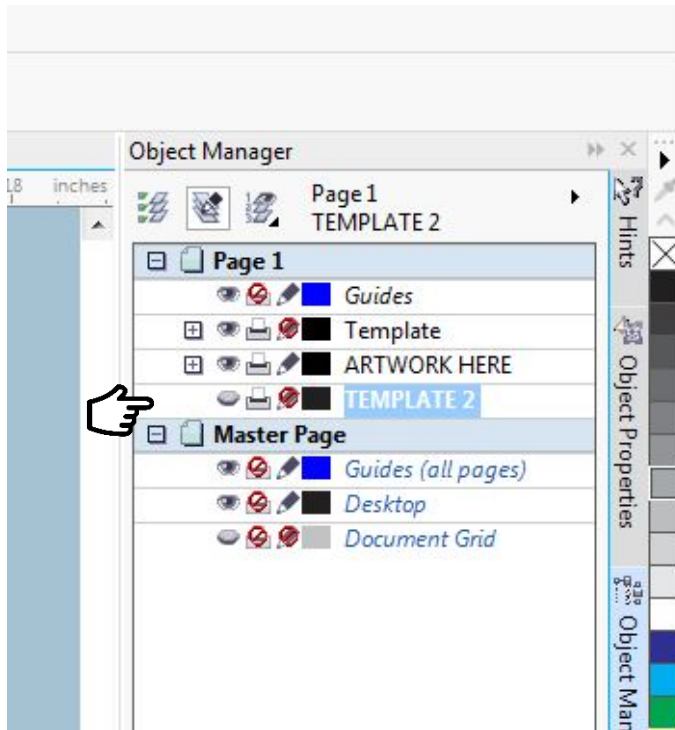 Object Manager
18 inches
Page 1
TEMPLATE 2
Page 1
Guides
Template
ARTWORK HERE
TEMPLATE 2
Master Page
Guides (all pages)
Desktop
Document Grid
Hints
Object Properties
Object Mar